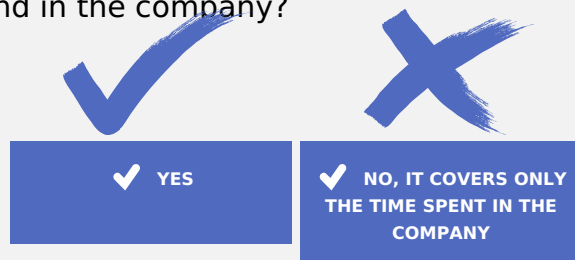 nd in the company?
YES
NO, IT COVERS ONLY
THE TIME SPENT IN THE
COMPANY